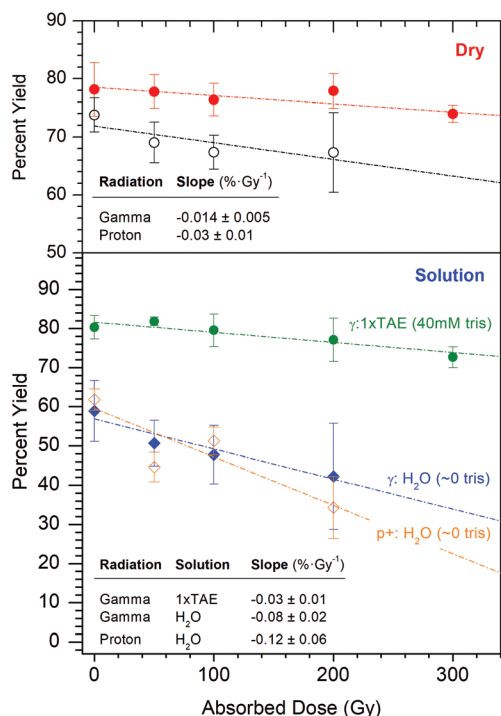 90
80
70
60
50
Percent Yield
Dry
Radiation Slope (%·Gy-1)
Gamma -0.014 ± 0.005
Proton -0.03 ± 0.01
Solution
90
80
70
60
50
40
30
20
10
0
Percent Yield
γ:1xTAE (40mM tris)
γ: H2O (~0 tris)
p+: H2O (~0 tris)
Radiation Solution Slope (%·Gy-1)
Gamma 1xTAE -0.03 ± 0.01
Gamma H2O -0.08 ± 0.02
Proton H2O -0.12 ± 0.06
0 100 200 300
Absorbed Dose (Gy)